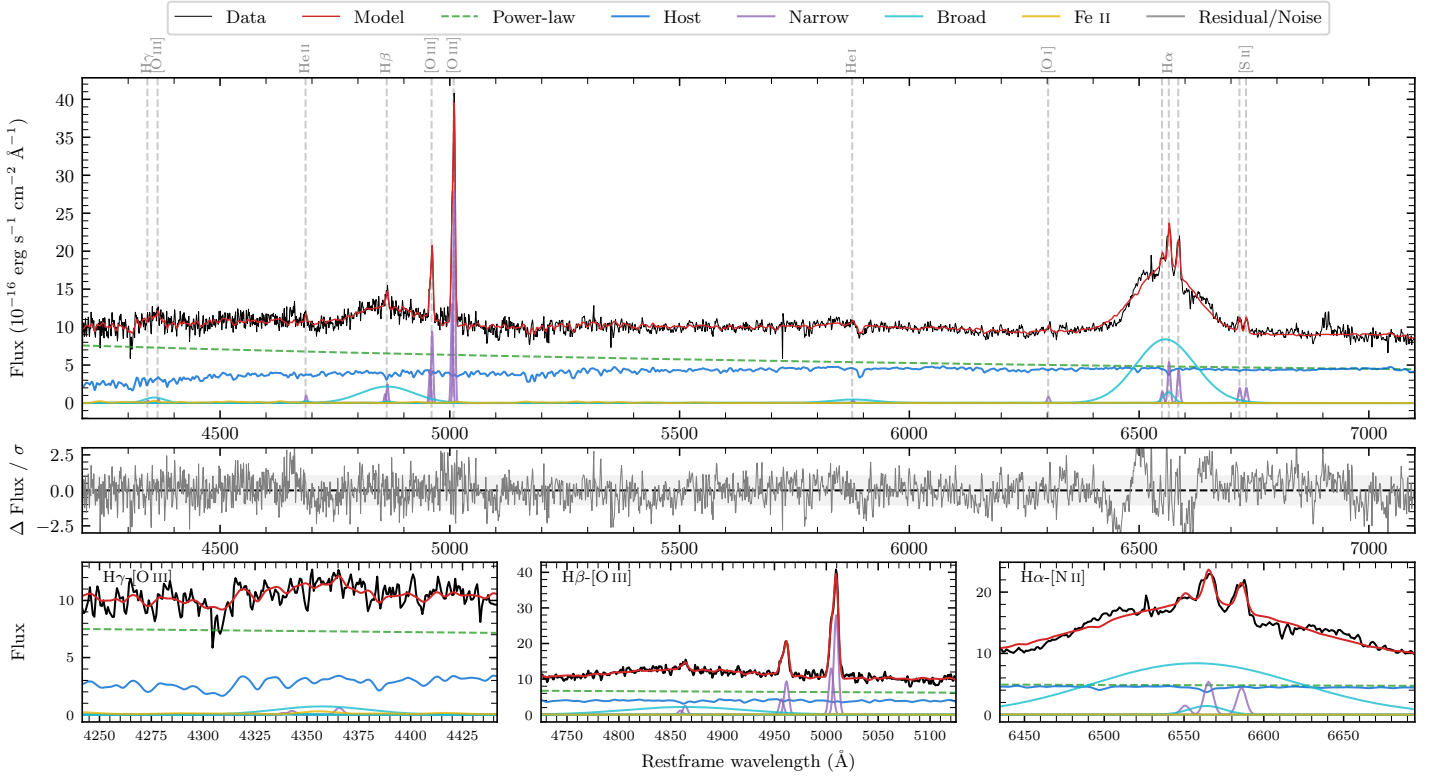 Data Model Power-law Host Narrow Broad Fe II Residual/Noise
Hγ [O III] He II Hβ [O III] [O III] He I [O I] Hα [S II]
Flux (10⁻¹⁶ erg s⁻¹ cm⁻² Å⁻¹)
40
35
30
25
20
15
10
5
0
4500 5000 5500 6000 6500 7000
Δ Flux / σ
2.5
0.0
−2.5
4500 5000 5500 6000 6500 7000
Flux
Hγ-[O III]
10
5
0
4250 4275 4300 4325 4350 4375 4400 4425
Hβ-[O III]
40
30
20
10
0
4750 4800 4850 4900 4950 5000 5050 5100
Hα-[N II]
20
10
0
6450 6500 6550 6600 6650
Restframe wavelength (Å)